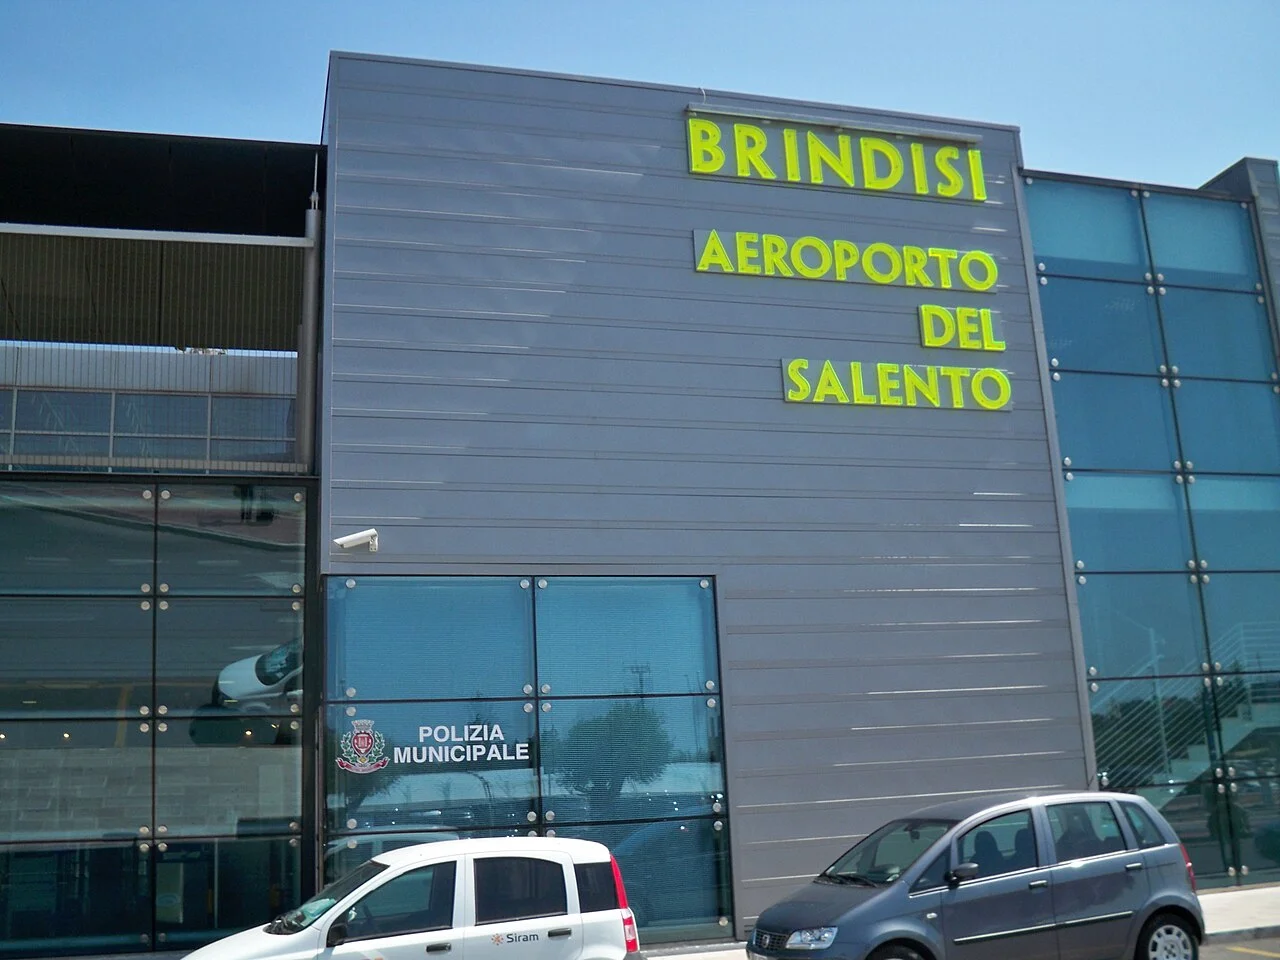 BRINDISI
AEROPORTO
DEL
SALENTO
POLIZIA
MUNICIPALE
Siram